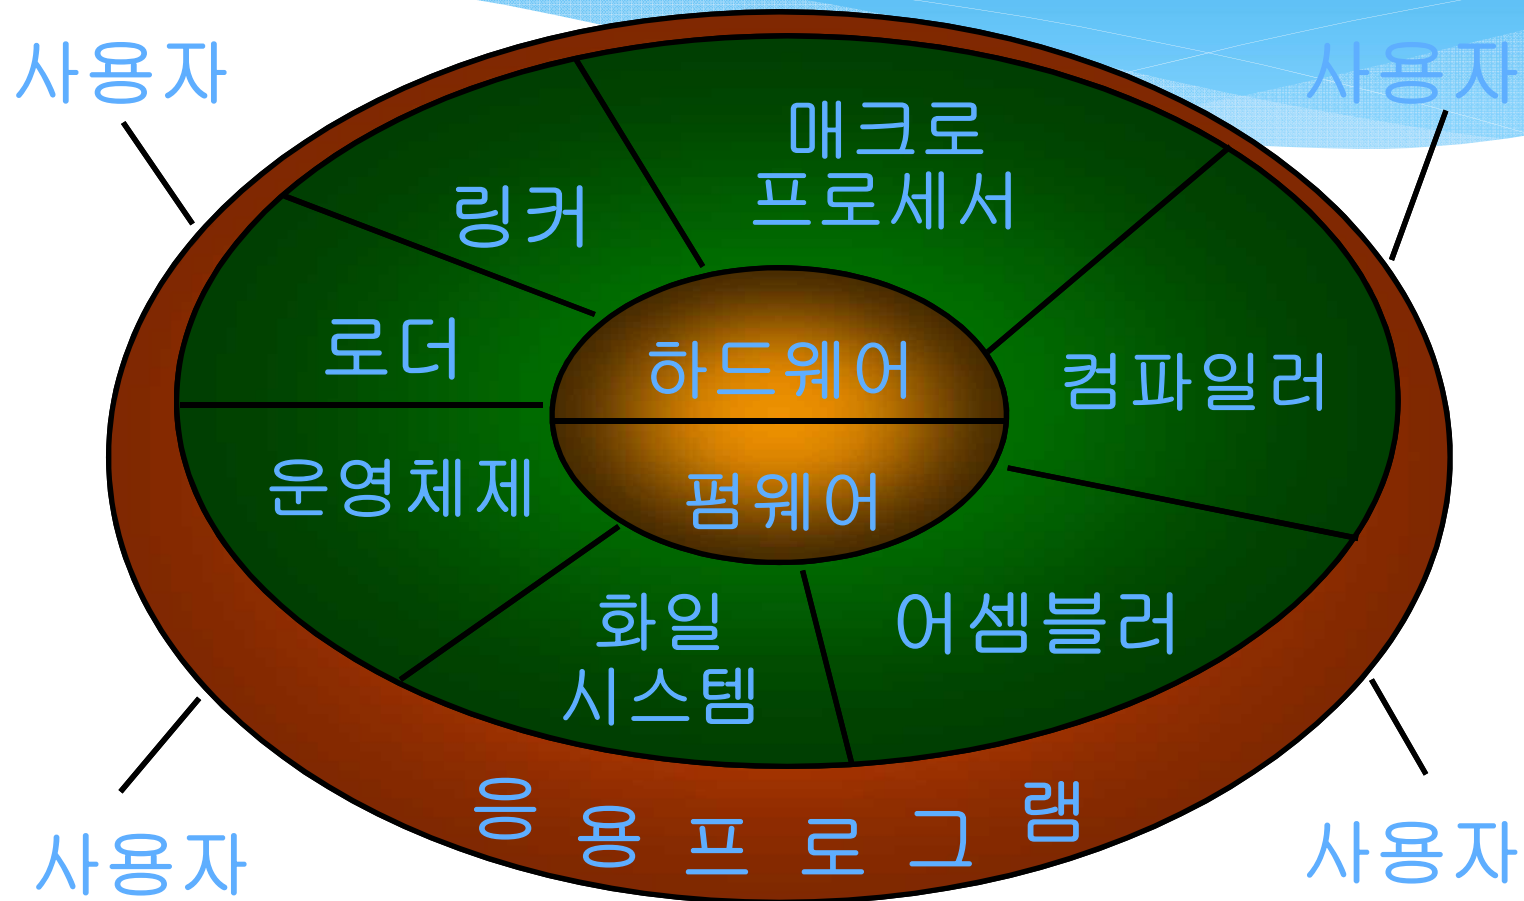 사용자
사용자
매크로
프로세서
링커
로더
하드웨어
컴파일러
운영체제
펌웨어
화일
시스템
어셈블러
응용프로그램
사용자
사용자